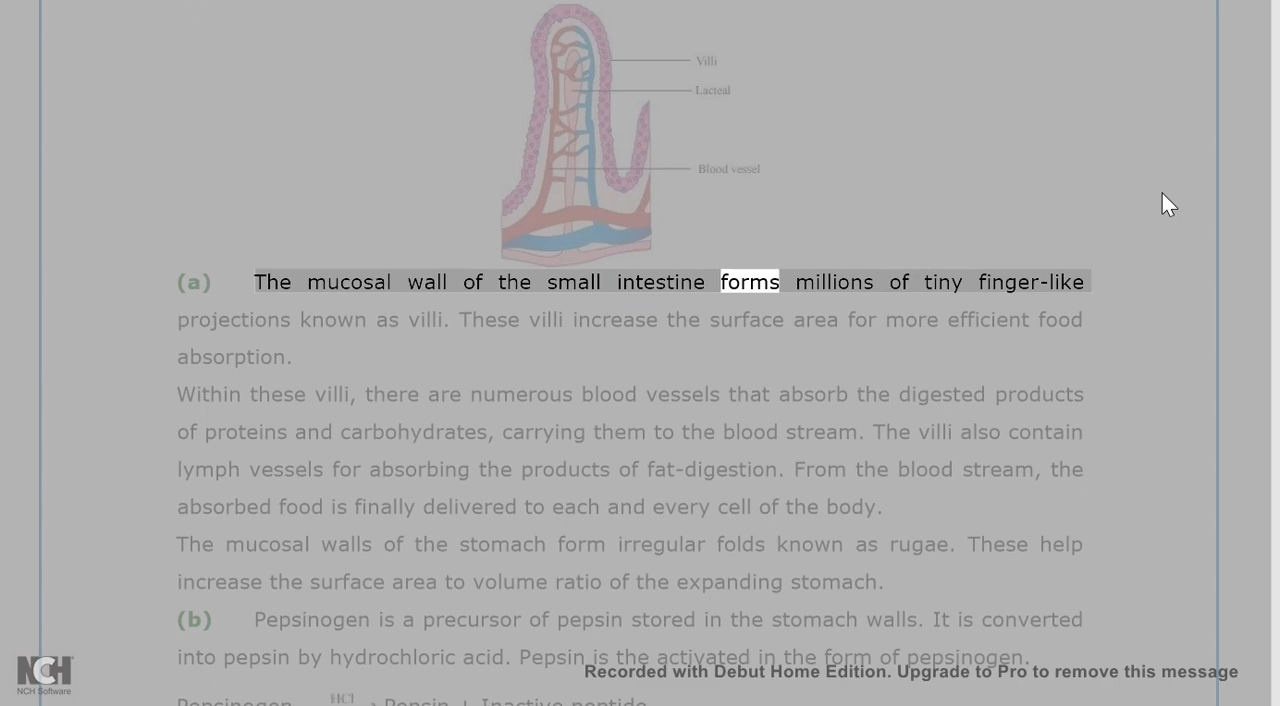 Villi
Lacteal
Blood vessel
(a) The mucosal wall of the small intestine forms millions of tiny finger-like
projections known as villi. These villi increase the surface area for more efficient food
absorption.
Within these villi, there are numerous blood vessels that absorb the digested products
of proteins and carbohydrates, carrying them to the blood stream. The villi also contain
lymph vessels for absorbing the products of fat-digestion. From the blood stream, the
absorbed food is finally delivered to each and every cell of the body.
The mucosal walls of the stomach form irregular folds known as rugae. These help
increase the surface area to volume ratio of the expanding stomach.
(b) Pepsinogen is a precursor of pepsin stored in the stomach walls. It is converted
into pepsin by hydrochloric acid. Pepsin is the activated in the form of pepsinogen.
Recorded with Debut Home Edition. Upgrade to Pro to remove this message
NCH
NCH Software
HCl
Pepsinogen → Pepsin + Inactive peptide